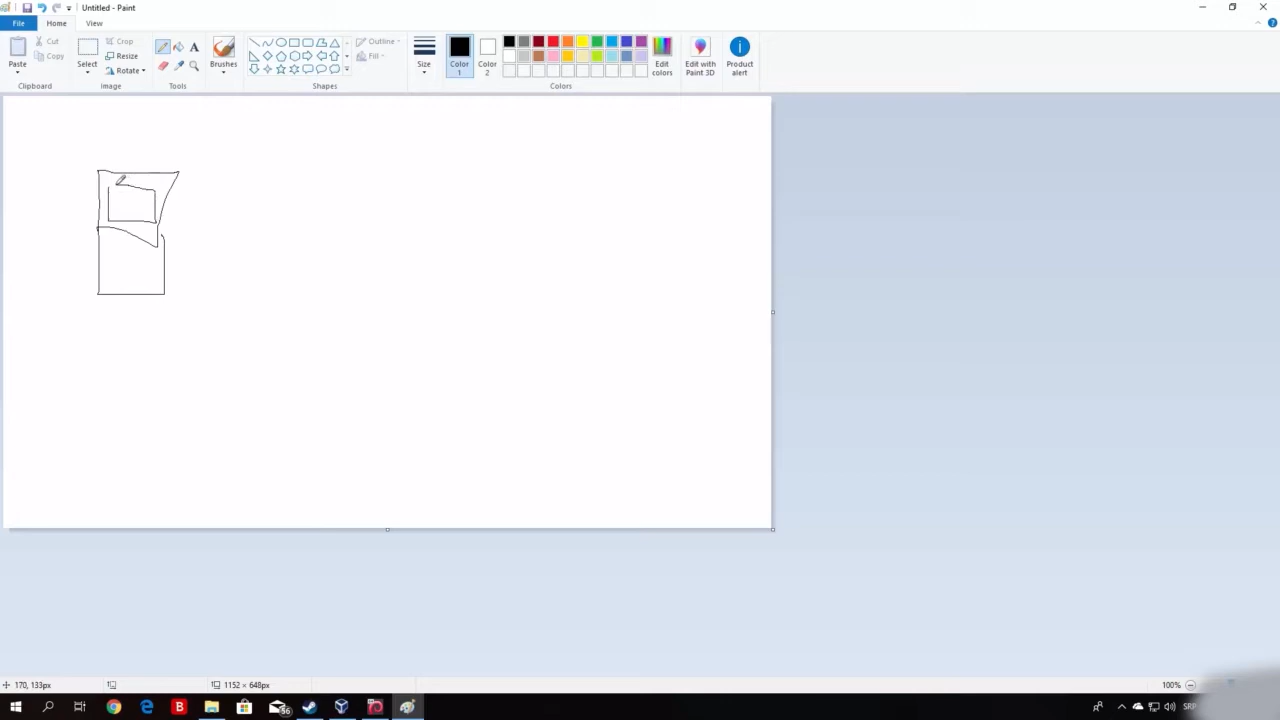 Untitled - Paint
File Home View
Paste Cut Copy Clipboard
Select Crop Resize Rotate Image
A Tools
Brushes
Shapes
Outline Fill
Size
Color 1 Color 2
Edit colors Colors
Edit with Paint 3D
Product alert
170, 133px 1152 × 648px 100%
B 56 SRP